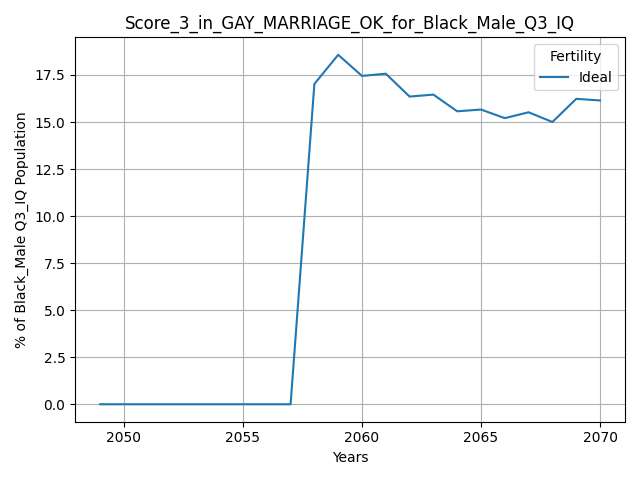 Score_3_in_GAY_MARRIAGE_OK_for_Black_Male_Q3_IQ
Fertility
Ideal
% of Black_Male Q3_IQ Population
17.5
15.0
12.5
10.0
7.5
5.0
2.5
0.0
2050
2055
2060
2065
2070
Years